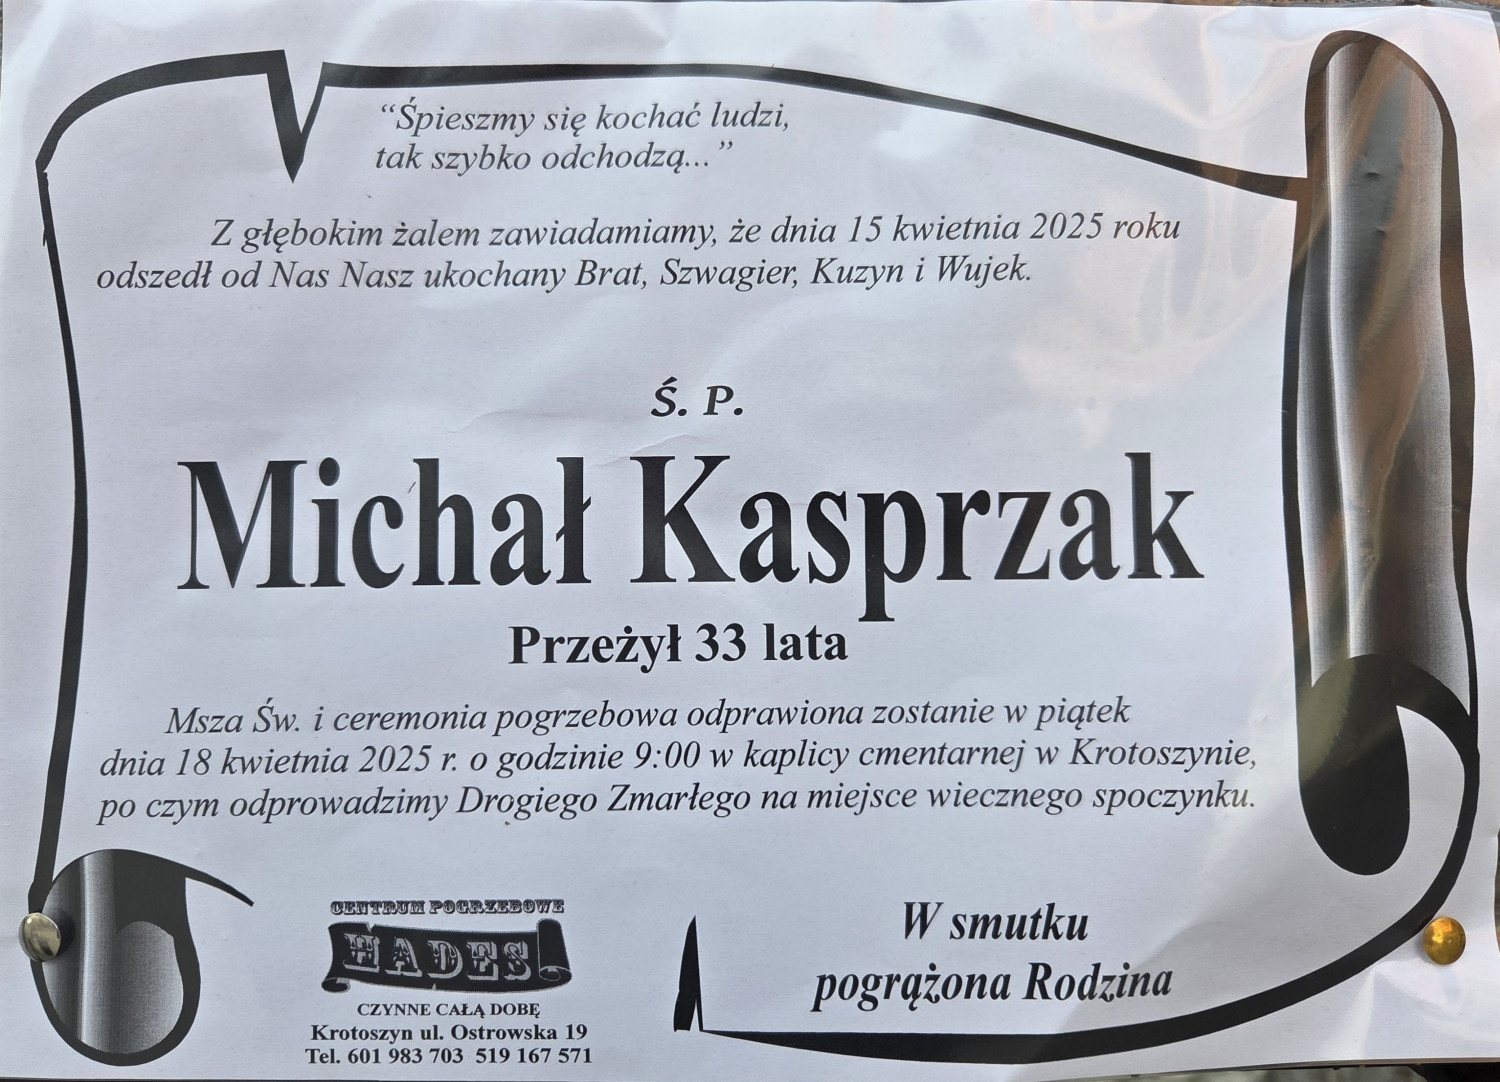 “Śpieszmy się kochać ludzi,
tak szybko odchodzą...”
Z głębokim żalem zawiadamiamy, że dnia 15 kwietnia 2025 roku
odszedł od Nas Nasz ukochany Brat, Szwagier, Kuzyn i Wujek.
Ś. P.
Michał Kasprzak
Przeżył 33 lata
Msza Św. i ceremonia pogrzebowa odprawiona zostanie w piątek
dnia 18 kwietnia 2025 r. o godzinie 9:00 w kaplicy cmentarnej w Krotoszynie,
po czym odprowadzimy Drogiego Zmarłego na miejsce wiecznego spoczynku.
CENTRUM POGRZEBOWE
HADES
CZYNNE CAŁĄ DOBĘ
Krotoszyn ul. Ostrowska 19
Tel. 601 983 703 519 167 571
W smutku
pogrążona Rodzina